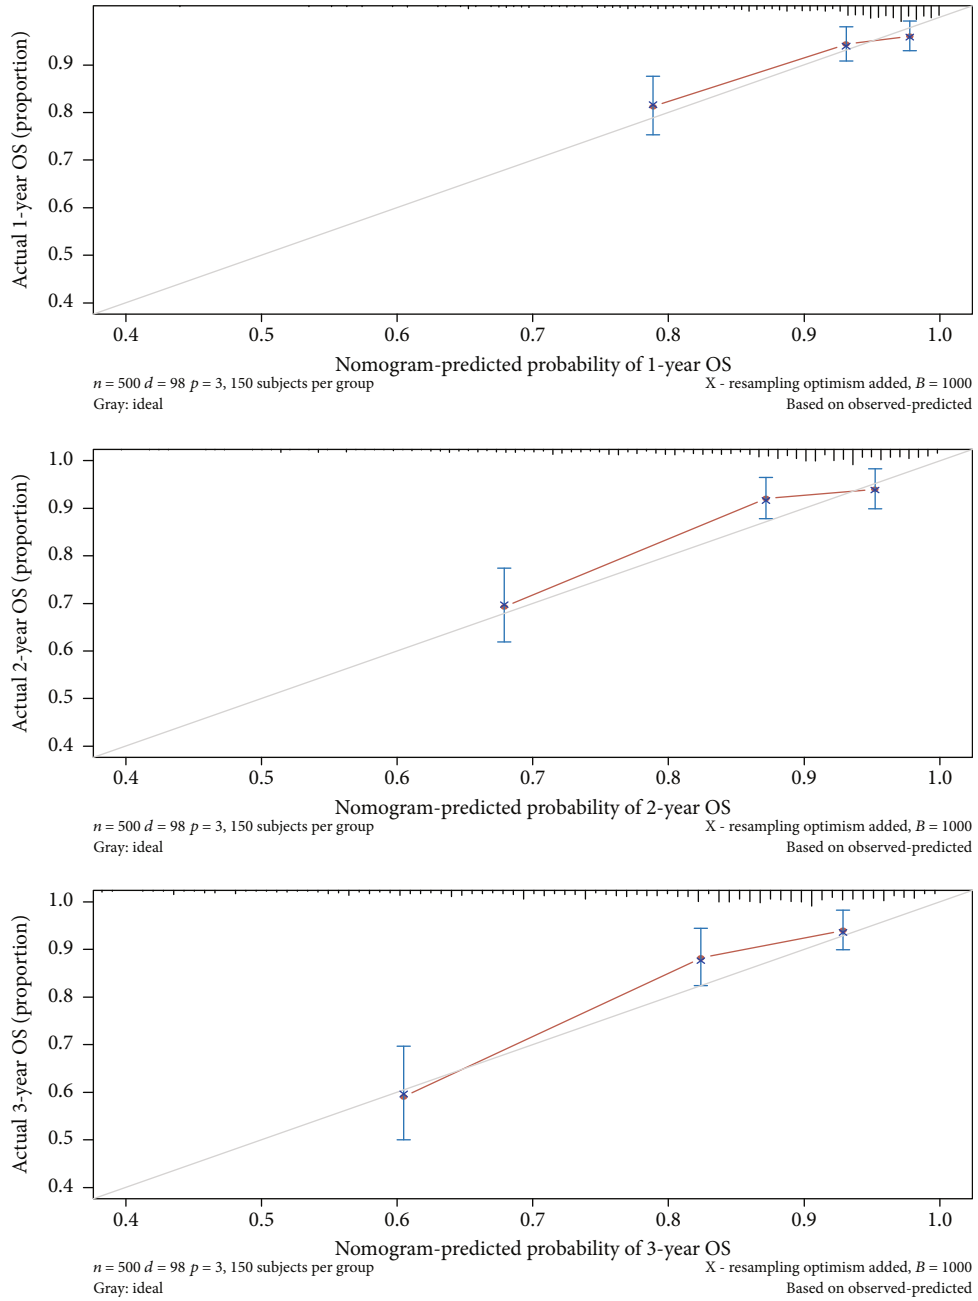 Actual 1-year OS (proportion)
0.9
0.8
0.7
0.6
0.5
0.4
0.4 0.5 0.6 0.7 0.8 0.9 1.0
Nomogram-predicted probability of 1-year OS
n = 500 d = 98 p = 3, 150 subjects per group
X - resampling optimism added, B = 1000
Gray: ideal
Based on observed-predicted
Actual 2-year OS (proportion)
1.0
0.9
0.8
0.7
0.6
0.5
0.4
0.4 0.5 0.6 0.7 0.8 0.9 1.0
Nomogram-predicted probability of 2-year OS
n = 500 d = 98 p = 3, 150 subjects per group
X - resampling optimism added, B = 1000
Gray: ideal
Based on observed-predicted
Actual 3-year OS (proportion)
1.0
0.9
0.8
0.7
0.6
0.5
0.4
0.4 0.5 0.6 0.7 0.8 0.9 1.0
Nomogram-predicted probability of 3-year OS
n = 500 d = 98 p = 3, 150 subjects per group
X - resampling optimism added, B = 1000
Gray: ideal
Based on observed-predicted